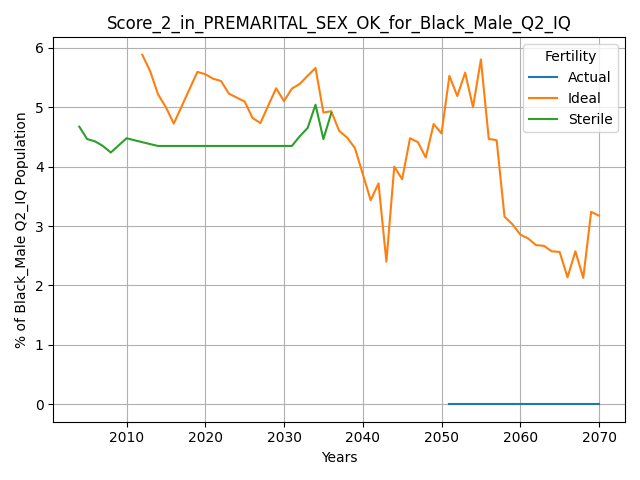 Score_2_in_PREMARITAL_SEX_OK_for_Black_Male_Q2_IQ
% of Black_Male Q2_IQ Population
6
5
4
3
2
1
0
Fertility
Actual
Ideal
Sterile
2010 2020 2030 2040 2050 2060 2070
Years